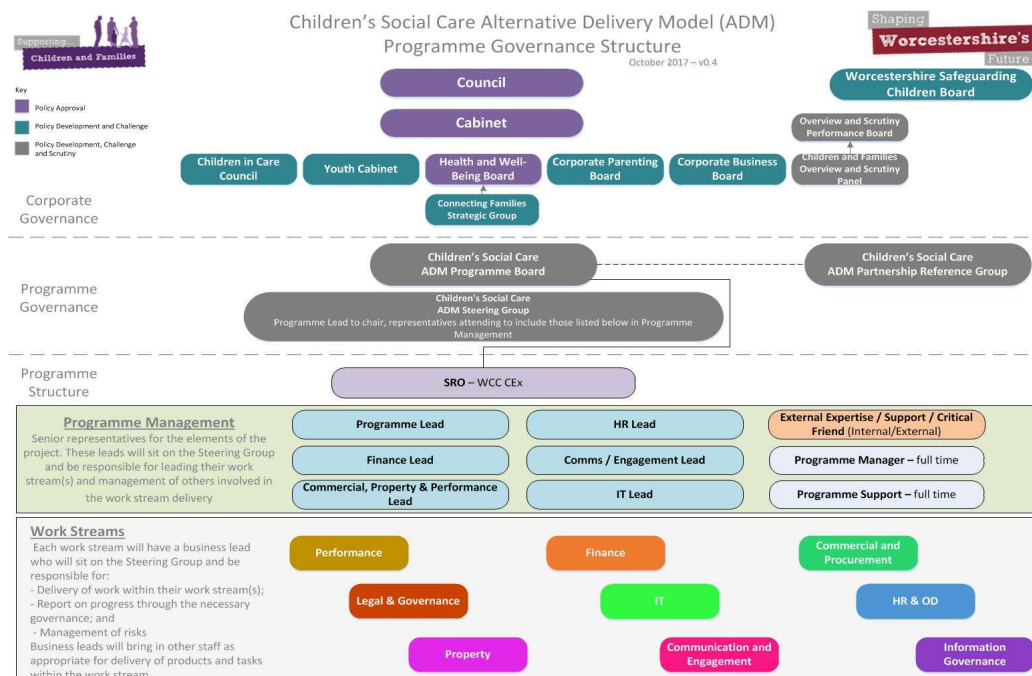 Children's Social Care Alternative Delivery Model (ADM)
Programme Governance Structure
October 2017 – v0.4
Supporting...
Children and Families
Shaping
Worcestershire's
Future
Key
Policy Approval
Policy Development and Challenge
Policy Development, Challenge
and Scrutiny
Council
Cabinet
Worcestershire Safeguarding
Children Board
Overview and Scrutiny
Performance Board
Children in Care
Council
Youth Cabinet
Health and Well-
Being Board
Corporate Parenting
Board
Corporate Business
Board
Children and Families
Overview and Scrutiny
Panel
Connecting Families
Strategic Group
Corporate
Governance
Programme
Governance
Children's Social Care
ADM Programme Board
Children's Social Care
ADM Partnership Reference Group
Children's Social Care
ADM Steering Group
Programme Lead to chair, representatives attending to include those listed below in Programme
Management
Programme
Structure
SRO – WCC CEx
Programme Management
Senior representatives for the elements of the
project. These leads will sit on the Steering Group
and be responsible for leading their work
stream(s) and management of others involved in
the work stream delivery
Programme Lead
HR Lead
External Expertise / Support / Critical
Friend (Internal/External)
Finance Lead
Comms / Engagement Lead
Programme Manager – full time
Commercial, Property & Performance
Lead
IT Lead
Programme Support – full time
Work Streams
Each work stream will have a business lead
who will sit on the Steering Group and be
responsible for:
- Delivery of work within their work stream(s);
- Report on progress through the necessary
governance; and
- Management of risks
Business leads will bring in other staff as
appropriate for delivery of products and tasks
within the work stream
Performance
Finance
Commercial and
Procurement
Legal & Governance
IT
HR & OD
Property
Communication and
Engagement
Information
Governance